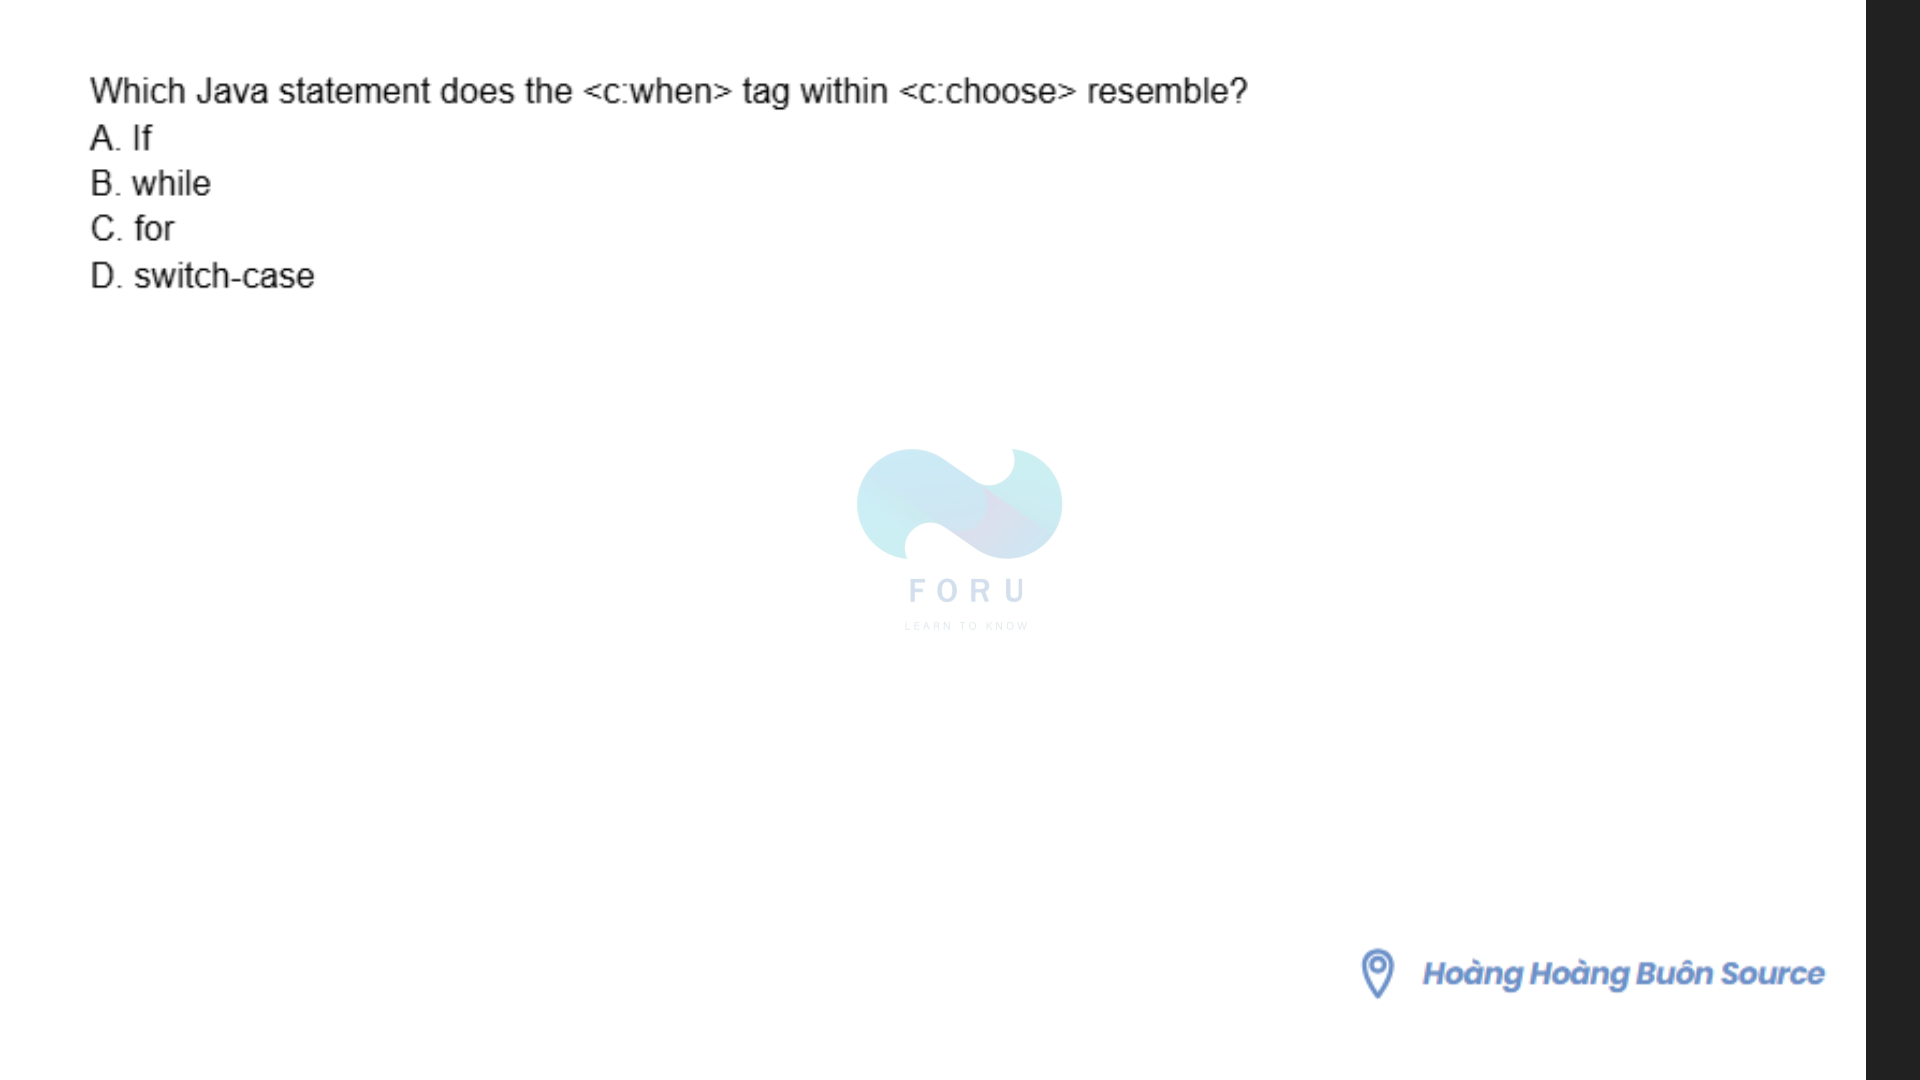 Which Java statement does the <c:when> tag within <c:choose> resemble?
A. If
B. while
C. for
D. switch-case
FORU
LEARN TO KNOW
Hoàng Hoàng Buôn Source